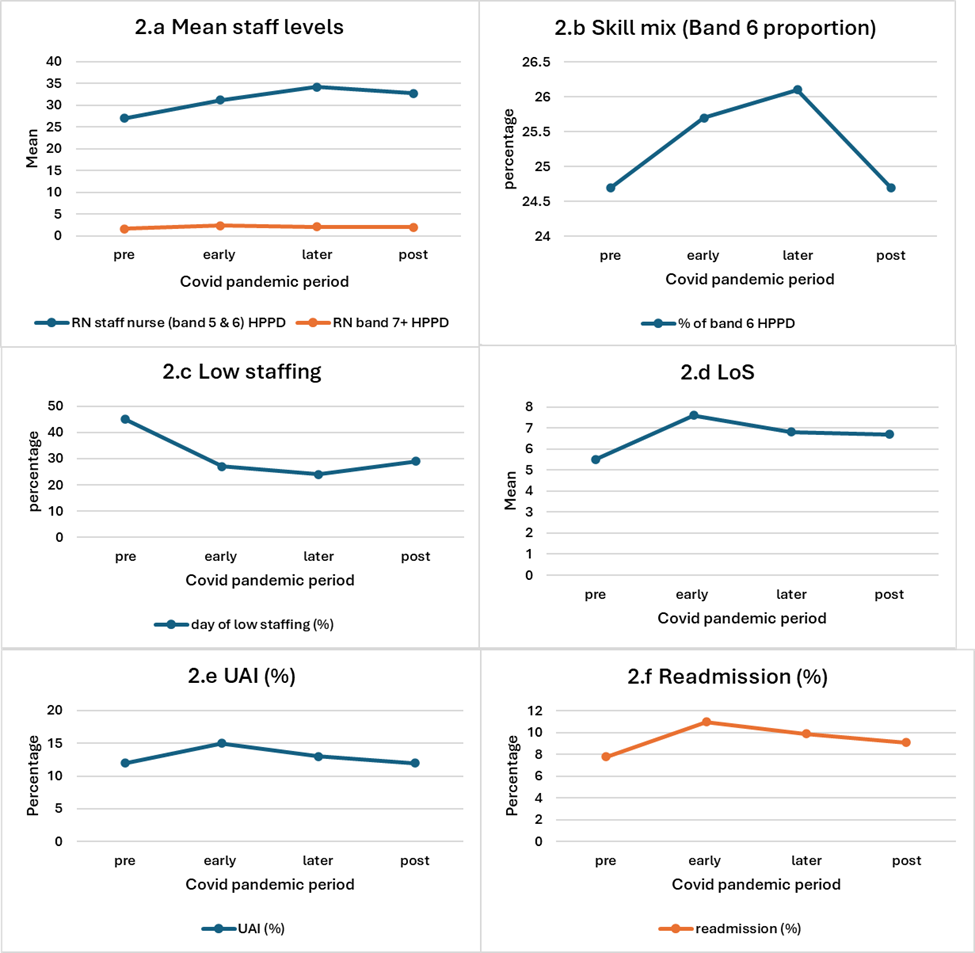 2.a Mean staff levels
40
35
30
25
20
15
10
5
0
Mean
pre early later post
Covid pandemic period
RN staff nurse (band 5 & 6) HPPD RN band 7+ HPPD
2.b Skill mix (Band 6 proportion)
26.5
26
25.5
25
24.5
24
percentage
pre early later post
Covid pandemic period
% of band 6 HPPD
2.c Low staffing
50
40
30
20
10
0
percentage
pre early later post
Covid pandemic period
day of low staffing (%)
2.d LoS
8
7
6
5
4
3
2
1
0
Mean
pre early later post
Covid pandemic period
2.e UAI (%)
20
15
10
5
0
Percentage
pre early later post
Covid pandemic period
UAI (%)
2.f Readmission (%)
12
10
8
6
4
2
0
Percentage
pre early later post
Covid pandemic period
readmission (%)